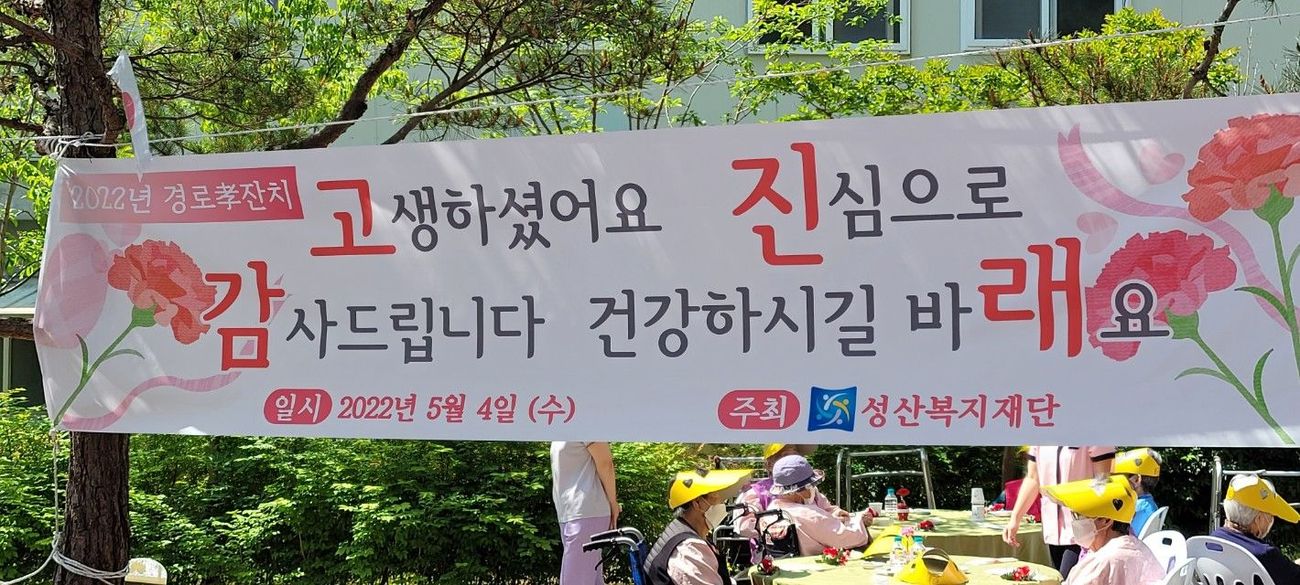 2022년 경로孝잔치
고생하셨어요 진심으로
감사드립니다 건강하시길 바래요
일시 2022년 5월 4일 (수)
주최 성산복지재단